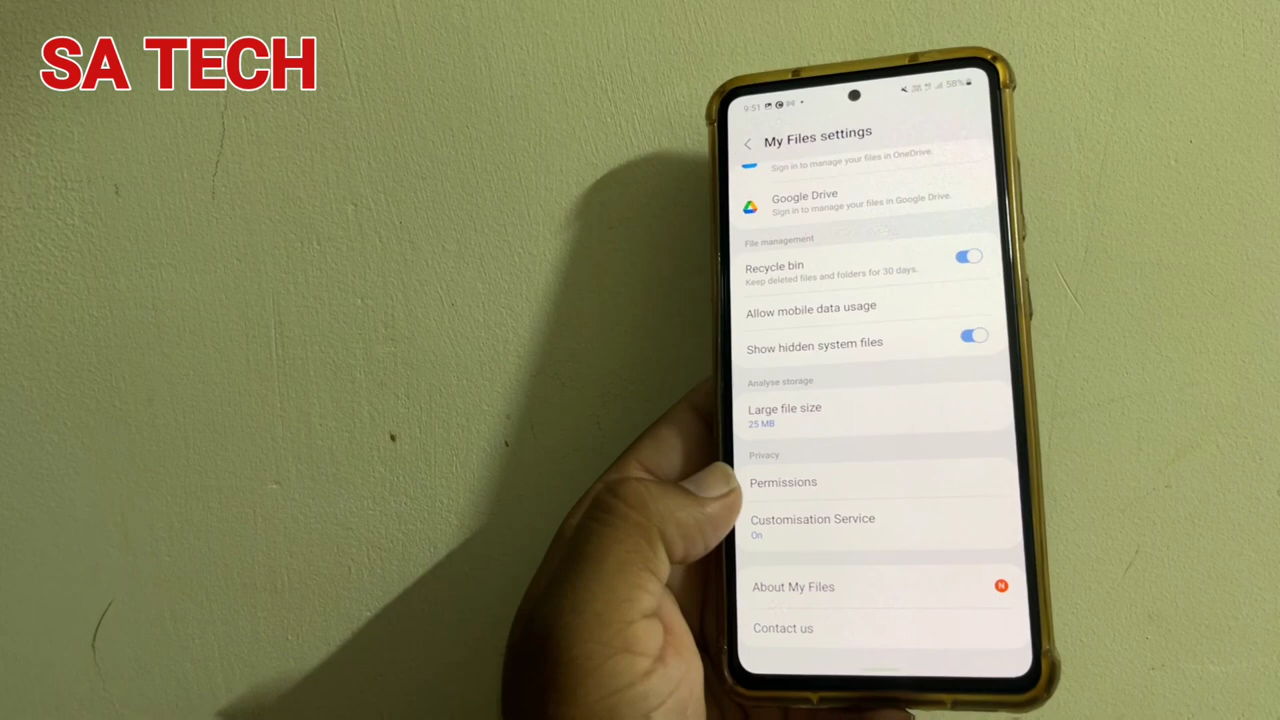 SA TECH
9:51
58%
My Files settings
Sign in to manage your files in OneDrive.
Google Drive
Sign in to manage your files in Google Drive.
File management
Recycle bin
Keep deleted files and folders for 30 days.
Allow mobile data usage
Show hidden system files
Analyse storage
Large file size
25 MB
Privacy
Permissions
Customisation Service
On
About My Files
N
Contact us